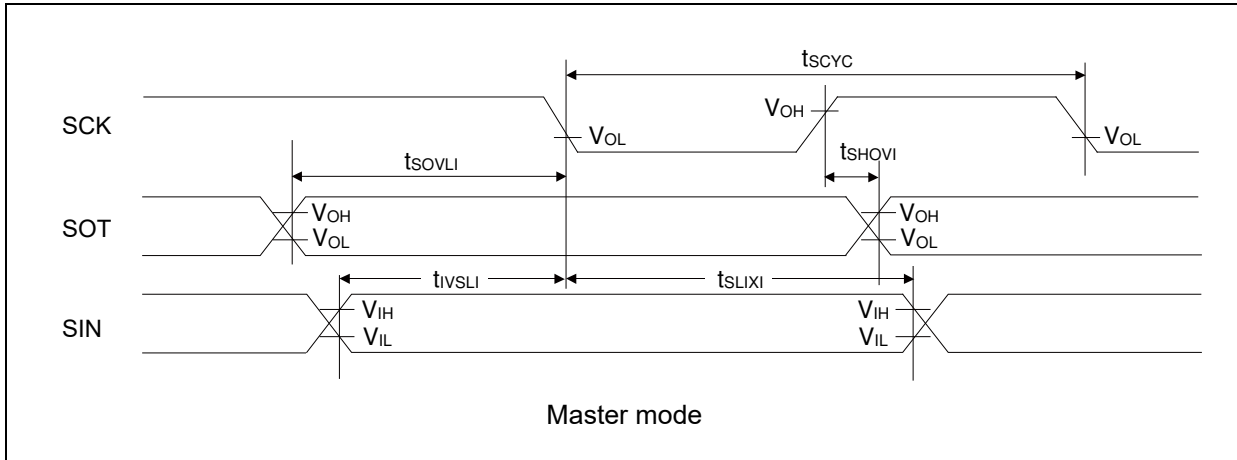 tSCYC
SCK
VOH
VOL
VOL
tSHOVI
tSOVLI
SOT
VOH
VOL
VOH
VOL
tIVSLI
tSLIXI
SIN
VIH
VIL
VIH
VIL
Master mode